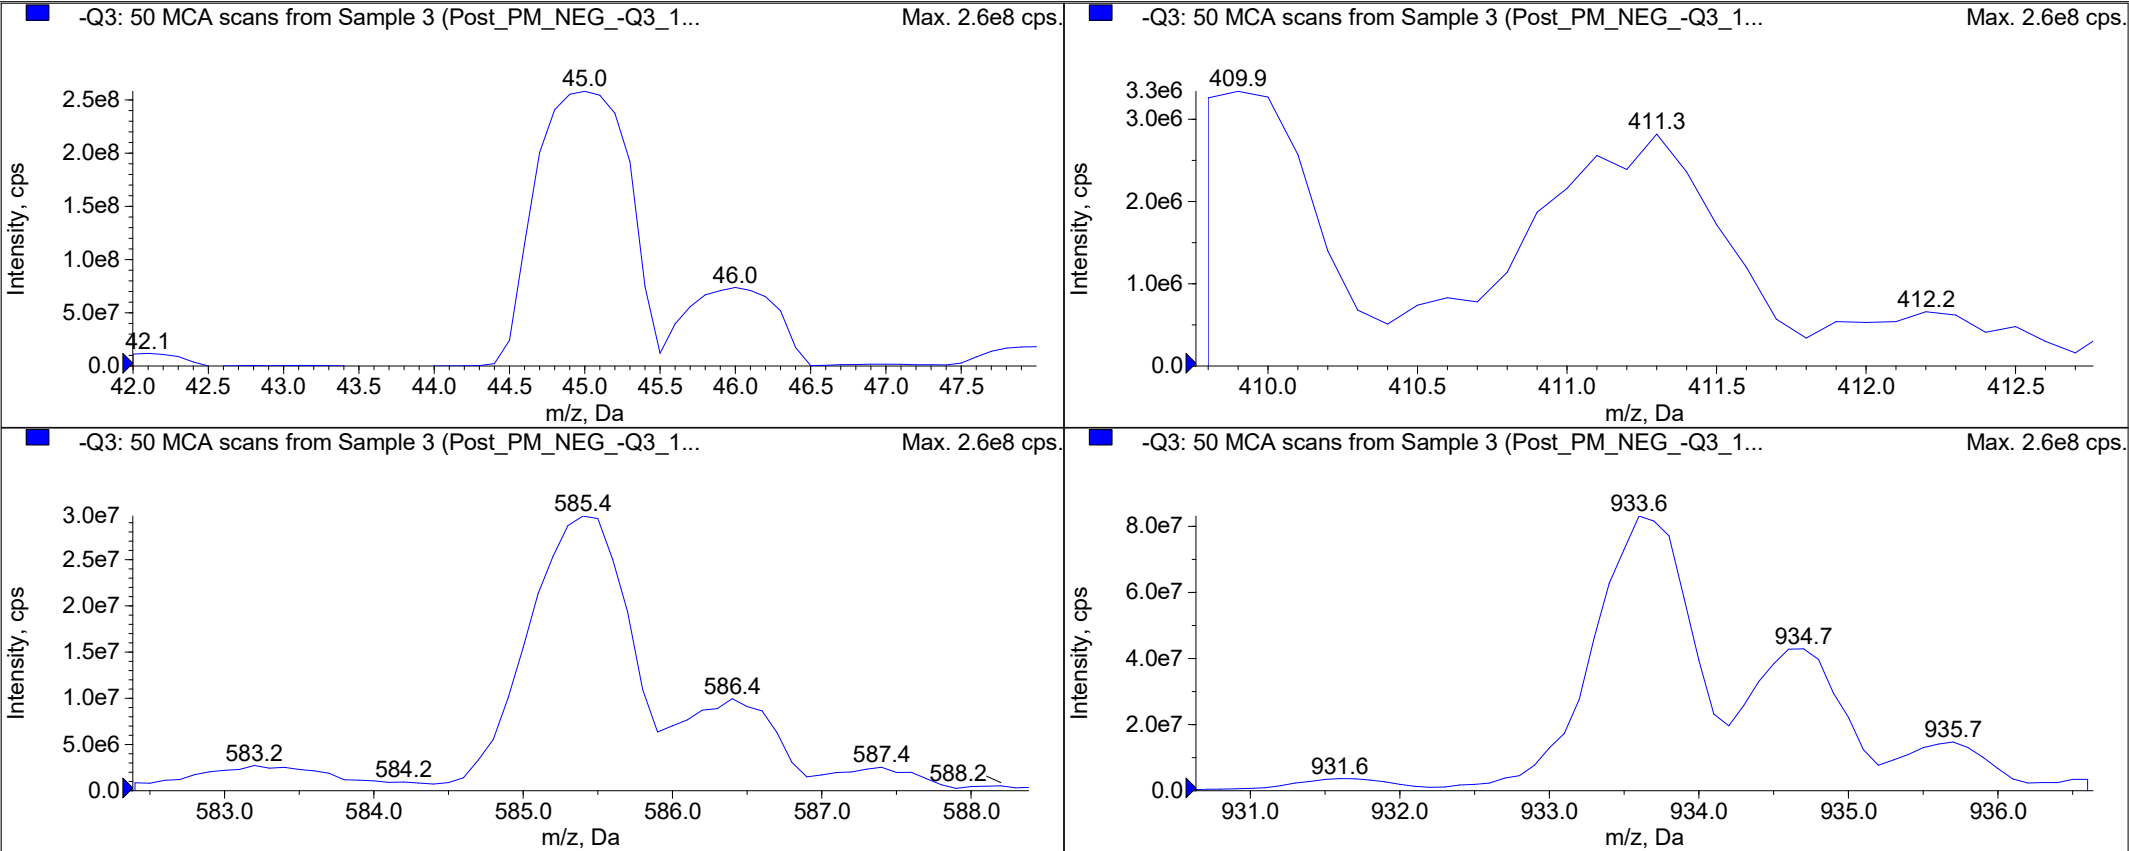 -Q3: 50 MCA scans from Sample 3 (Post_PM_NEG_-Q3_1... Max. 2.6e8 cps.
45.0
2.5e8
2.0e8
1.5e8
1.0e8
5.0e7
0.0
46.0
42.1
Intensity, cps
42.0 42.5 43.0 43.5 44.0 44.5 45.0 45.5 46.0 46.5 47.0 47.5
m/z, Da
-Q3: 50 MCA scans from Sample 3 (Post_PM_NEG_-Q3_1... Max. 2.6e8 cps.
409.9
3.3e6
3.0e6
2.0e6
1.0e6
0.0
411.3
412.2
Intensity, cps
410.0 410.5 411.0 411.5 412.0 412.5
m/z, Da
-Q3: 50 MCA scans from Sample 3 (Post_PM_NEG_-Q3_1... Max. 2.6e8 cps.
585.4
3.0e7
2.5e7
2.0e7
1.5e7
1.0e7
5.0e6
0.0
586.4
583.2
584.2
587.4
588.2
Intensity, cps
583.0 584.0 585.0 586.0 587.0 588.0
m/z, Da
-Q3: 50 MCA scans from Sample 3 (Post_PM_NEG_-Q3_1... Max. 2.6e8 cps.
933.6
8.0e7
6.0e7
4.0e7
2.0e7
0.0
934.7
935.7
931.6
Intensity, cps
931.0 932.0 933.0 934.0 935.0 936.0
m/z, Da